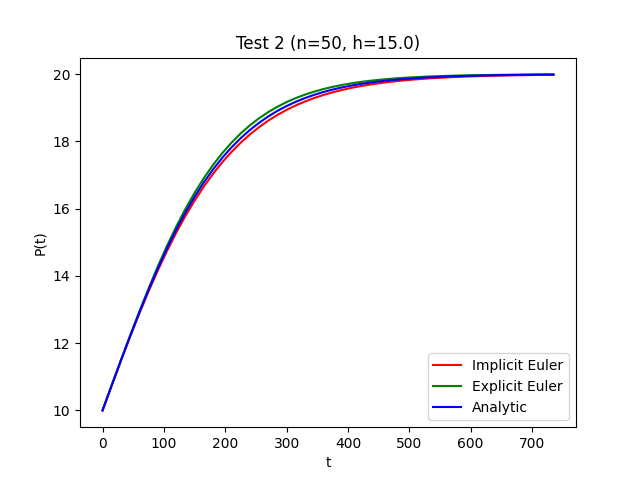 Test 2 (n=50, h=15.0)
20
18
16
14
12
10
P(t)
0 100 200 300 400 500 600 700
t
Implicit Euler
Explicit Euler
Analytic